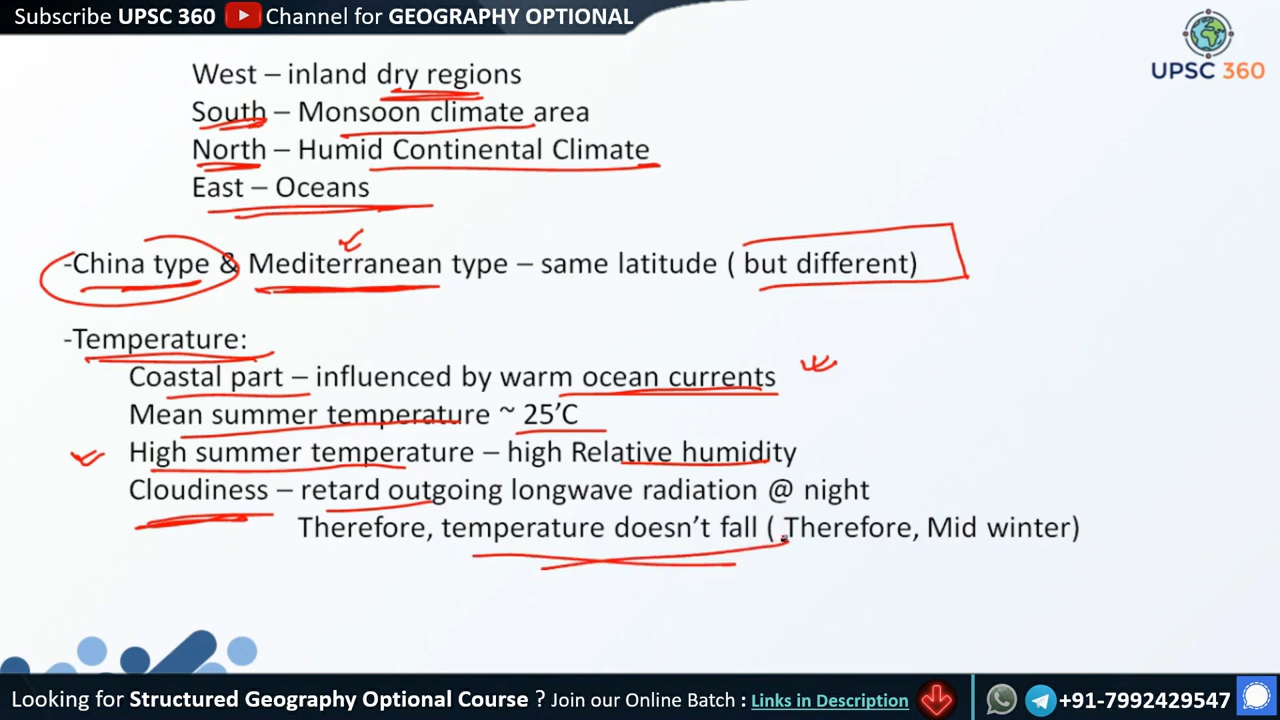 Subscribe UPSC 360 Channel for GEOGRAPHY OPTIONAL
UPSC 360
West – inland dry regions
South – Monsoon climate area
North – Humid Continental Climate
East – Oceans
-China type & Mediterranean type – same latitude ( but different)
-Temperature:
Coastal part – influenced by warm ocean currents
Mean summer temperature ~ 25’C
High summer temperature – high Relative humidity
Cloudiness – retard outgoing longwave radiation @ night
Therefore, temperature doesn’t fall ( Therefore, Mid winter)
Looking for Structured Geography Optional Course ? Join our Online Batch : Links in Description
+91-7992429547